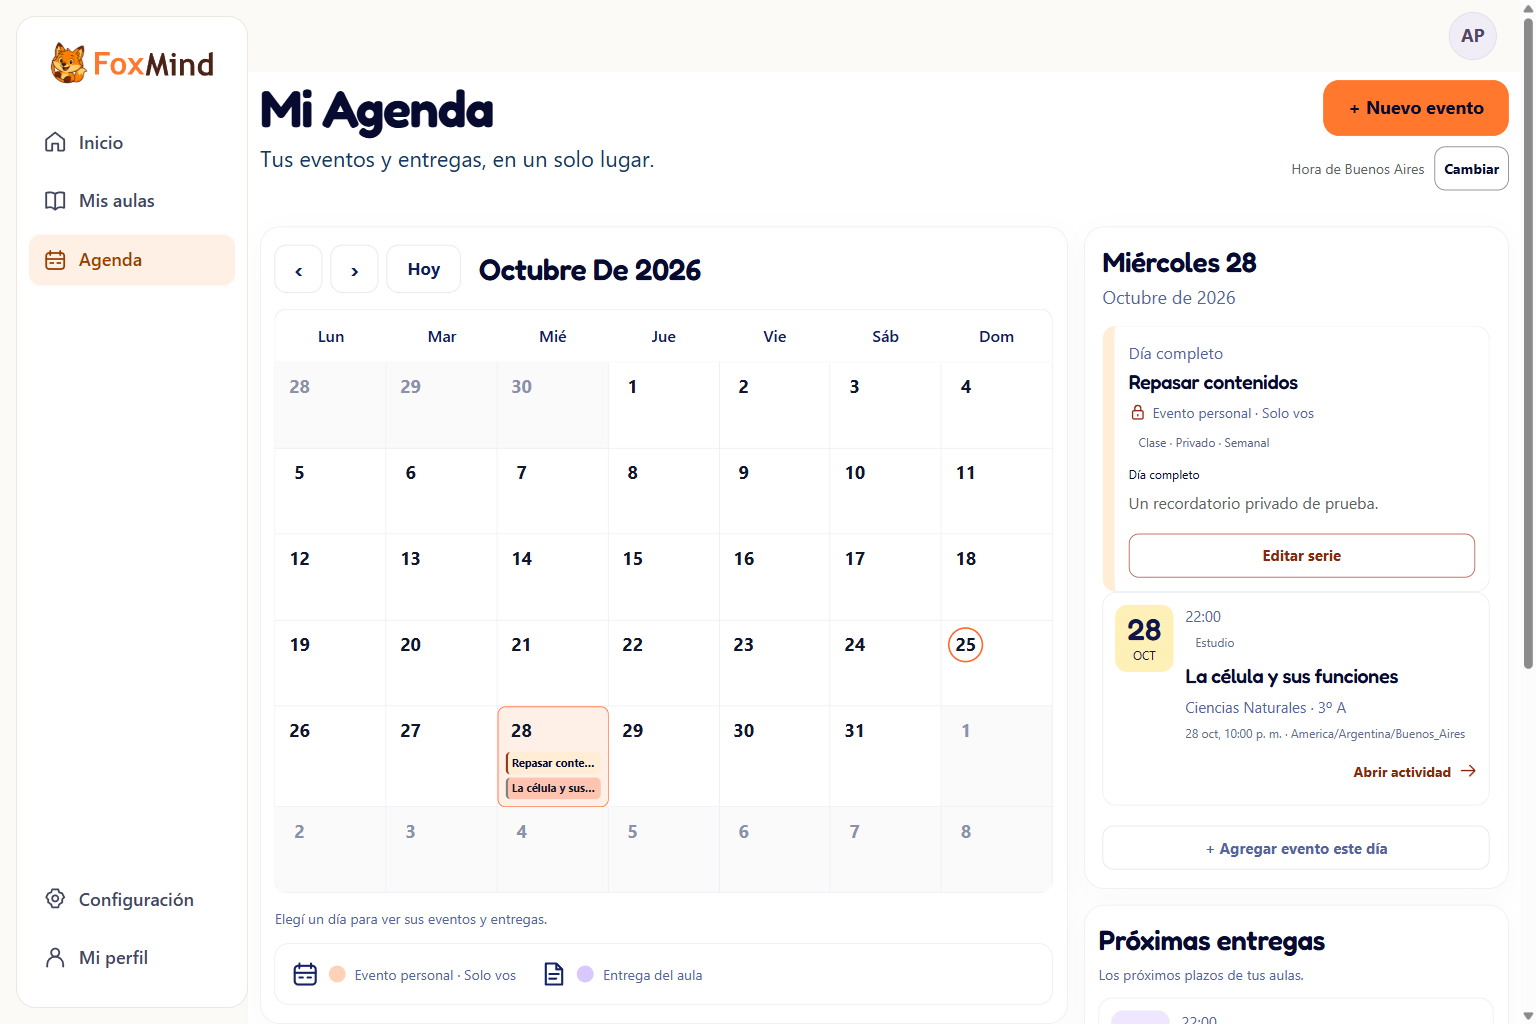 FoxMind
Inicio
Mis aulas
Agenda
Configuración
Mi perfil
AP
Mi Agenda
Tus eventos y entregas, en un solo lugar.
+ Nuevo evento
Hora de Buenos Aires
Cambiar
‹
›
Hoy
Octubre De 2026
Lun Mar Mié Jue Vie Sáb Dom
28 29 30 1 2 3 4
5 6 7 8 9 10 11
12 13 14 15 16 17 18
19 20 21 22 23 24 25
26 27 28 29 30 31 1
Repasar conte...
La célula y sus...
2 3 4 5 6 7 8
Elegí un día para ver sus eventos y entregas.
Evento personal · Solo vos
Entrega del aula
Miércoles 28
Octubre de 2026
Día completo
Repasar contenidos
Evento personal · Solo vos
Clase · Privado · Semanal
Día completo
Un recordatorio privado de prueba.
Editar serie
28
OCT
22:00
Estudio
La célula y sus funciones
Ciencias Naturales · 3º A
28 oct, 10:00 p. m. · America/Argentina/Buenos_Aires
Abrir actividad →
+ Agregar evento este día
Próximas entregas
Los próximos plazos de tus aulas.
22:00